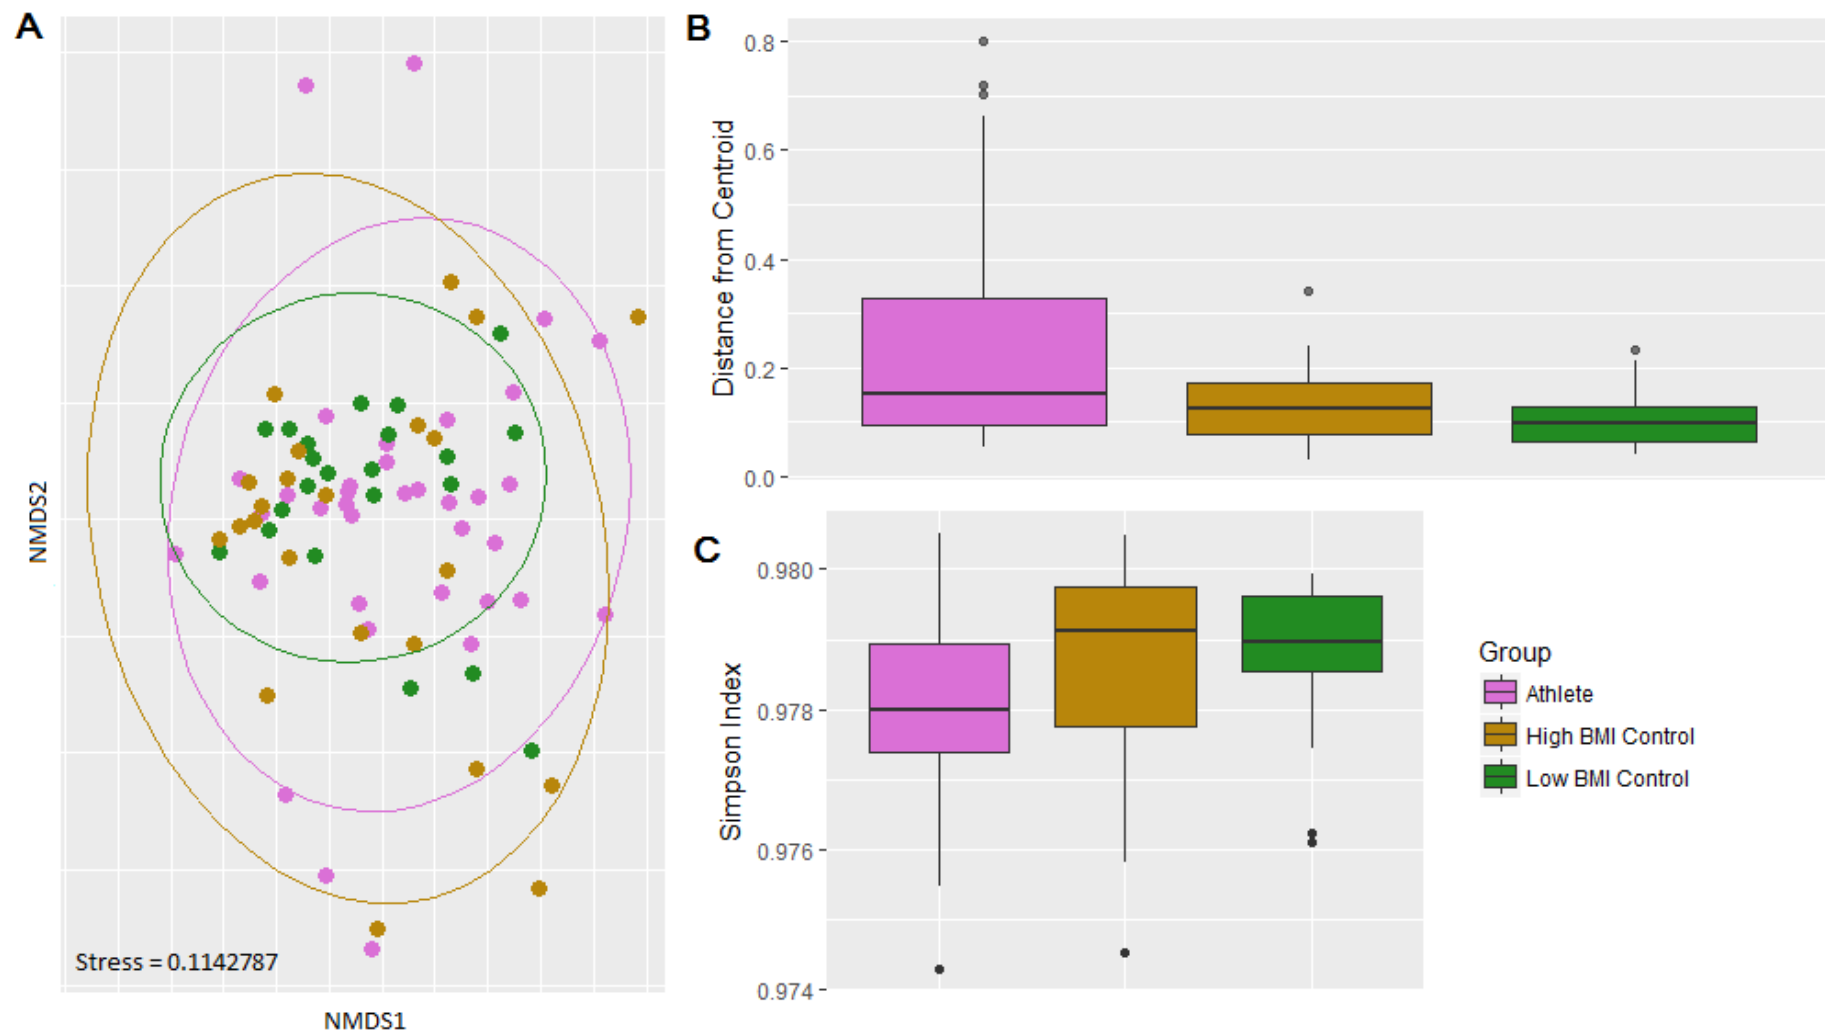 A
NMDS2
Stress = 0.1142787
NMDS1
B
Distance from Centroid
0.8
0.6
0.4
0.2
0.0
C
Simpson Index
0.980
0.978
0.976
0.974
Group
Athlete
High BMI Control
Low BMI Control